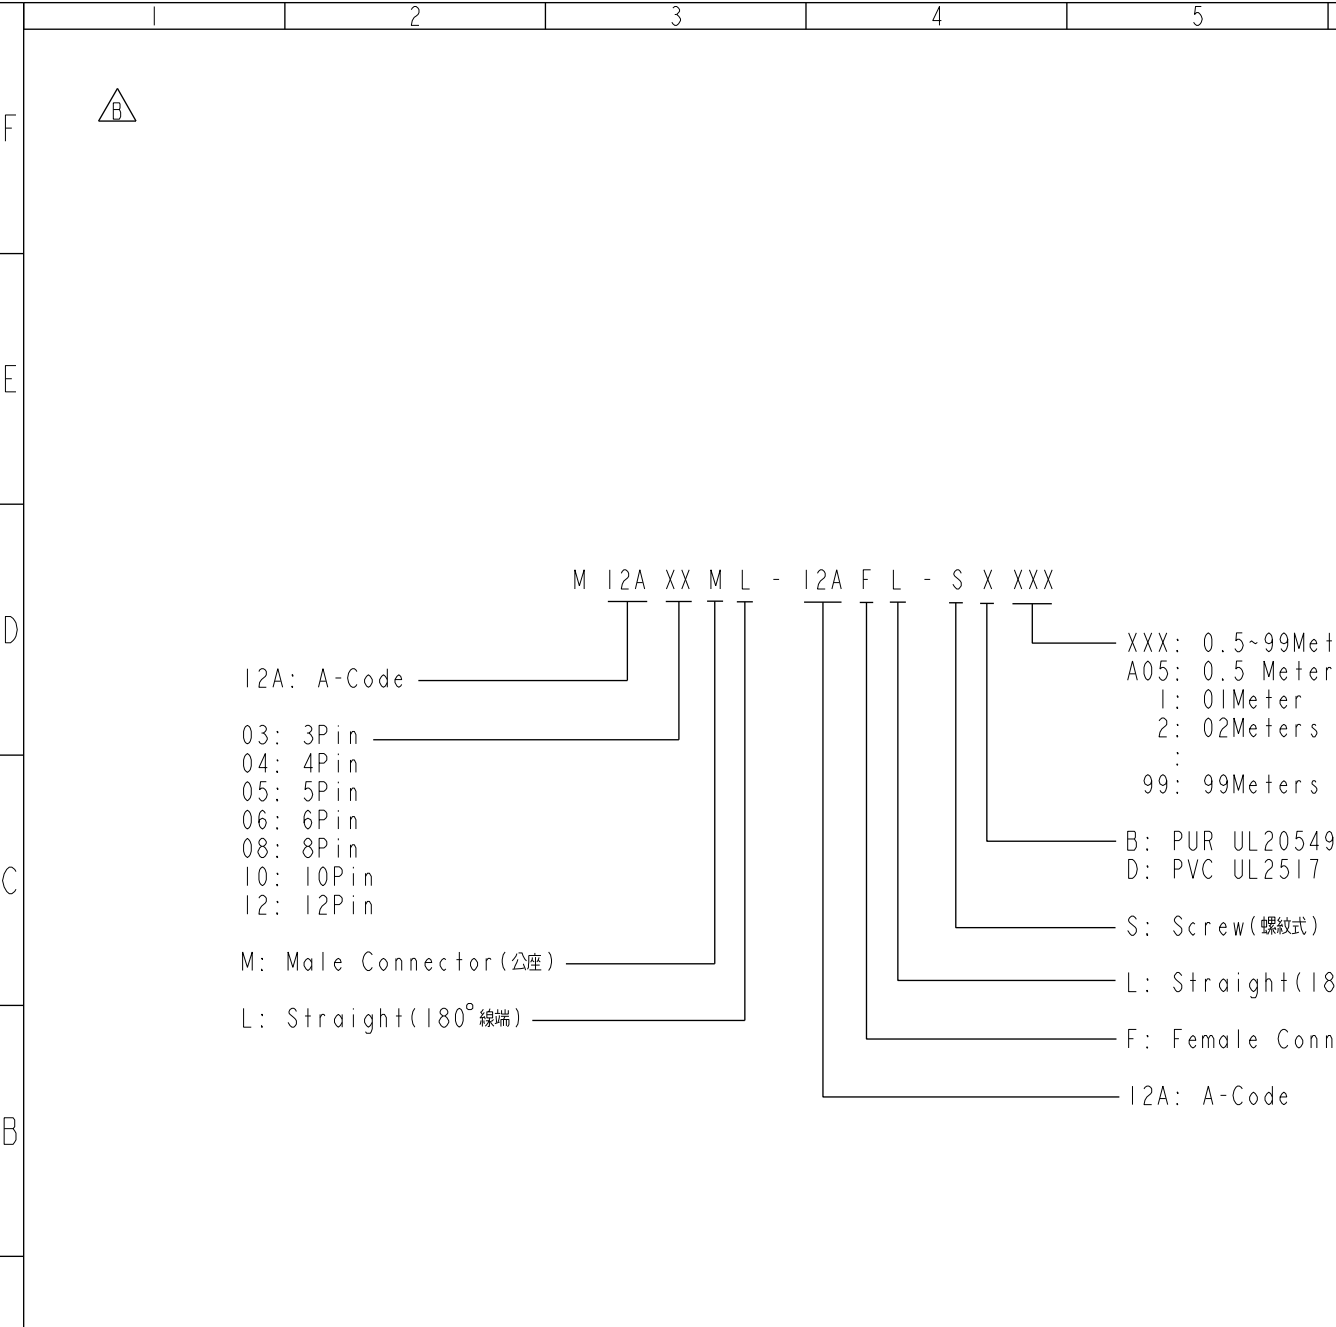 1 2 3 4 5
F
B
E
D
C
B
M 12A XX M L - 12A F L - S X XXX
12A: A-Code
03: 3Pin
04: 4Pin
05: 5Pin
06: 6Pin
08: 8Pin
10: 10Pin
12: 12Pin
M: Male Connector(公座)
L: Straight(180°線端)
XXX: 0.5~99Met
A05: 0.5 Meter
1: 01Meter
2: 02Meters
:
99: 99Meters
B: PUR UL20549
D: PVC UL2517
S: Screw(螺紋式)
L: Straight(18
F: Female Conn
12A: A-Code